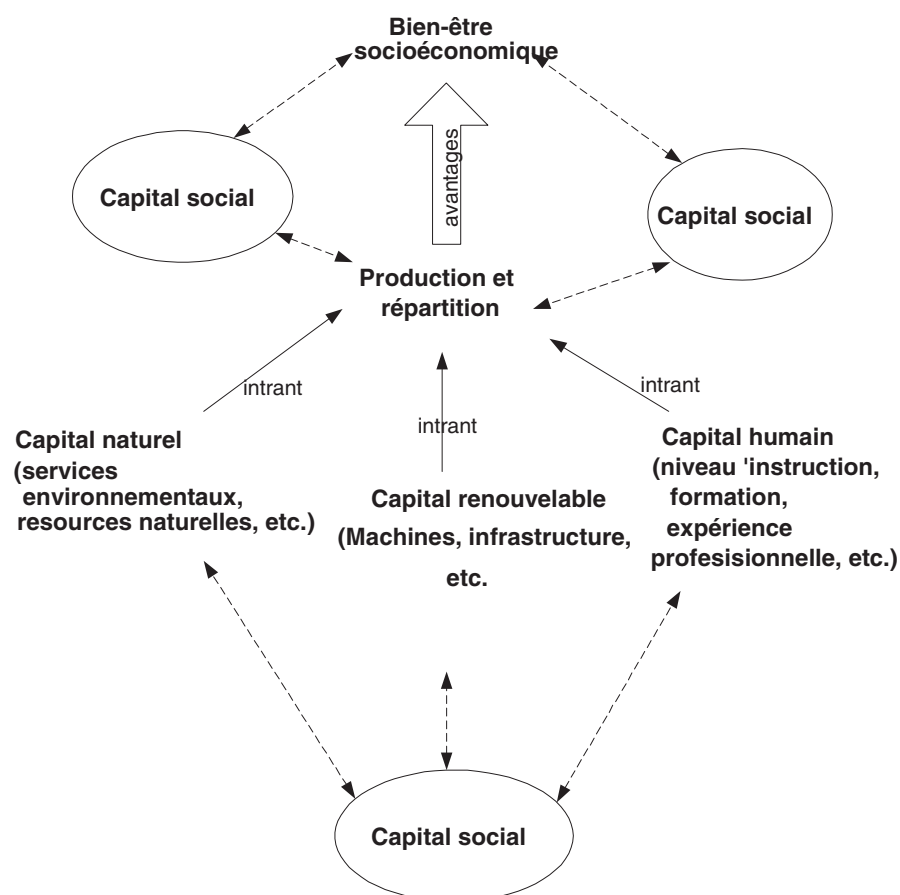 Bien-être
socioéconomique
avantages
Capital social
Capital social
Production et
répartition
intrant
intrant
intrant
Capital naturel
(services
environnementaux,
resources naturelles, etc.)
Capital renouvelable
(Machines, infrastructure,
etc.
Capital humain
(niveau 'instruction,
formation,
expérience
profesisionnelle, etc.)
Capital social